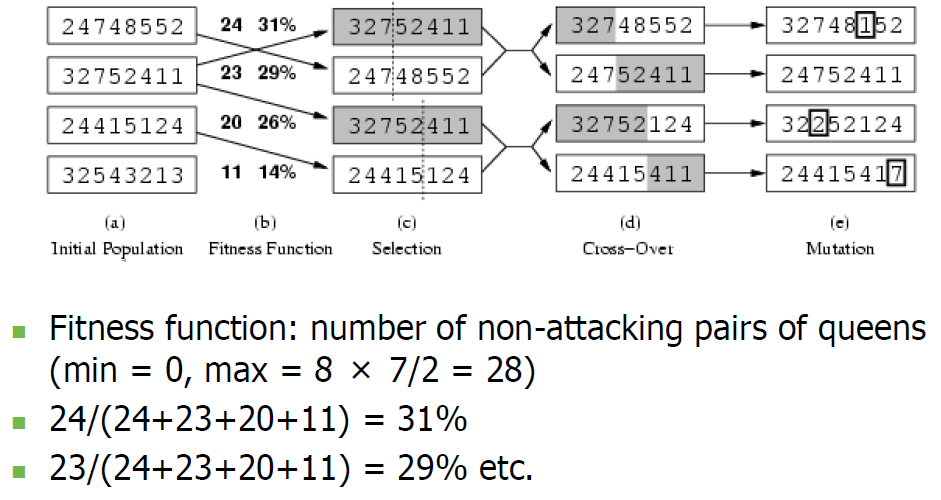 24748552 24 31% 32752411 32748552 32748152
32752411 23 29% 24748552 24752411 24752411
24415124 20 26% 32752411 32752124 32252124
32543213 11 14% 24415124 24415411 24415417
(a) (b) (c) (d) (e)
Initial Population Fitness Function Selection Cross-Over Mutation
Fitness function: number of non-attacking pairs of queens
(min = 0, max = 8 × 7/2 = 28)
24/(24+23+20+11) = 31%
23/(24+23+20+11) = 29% etc.